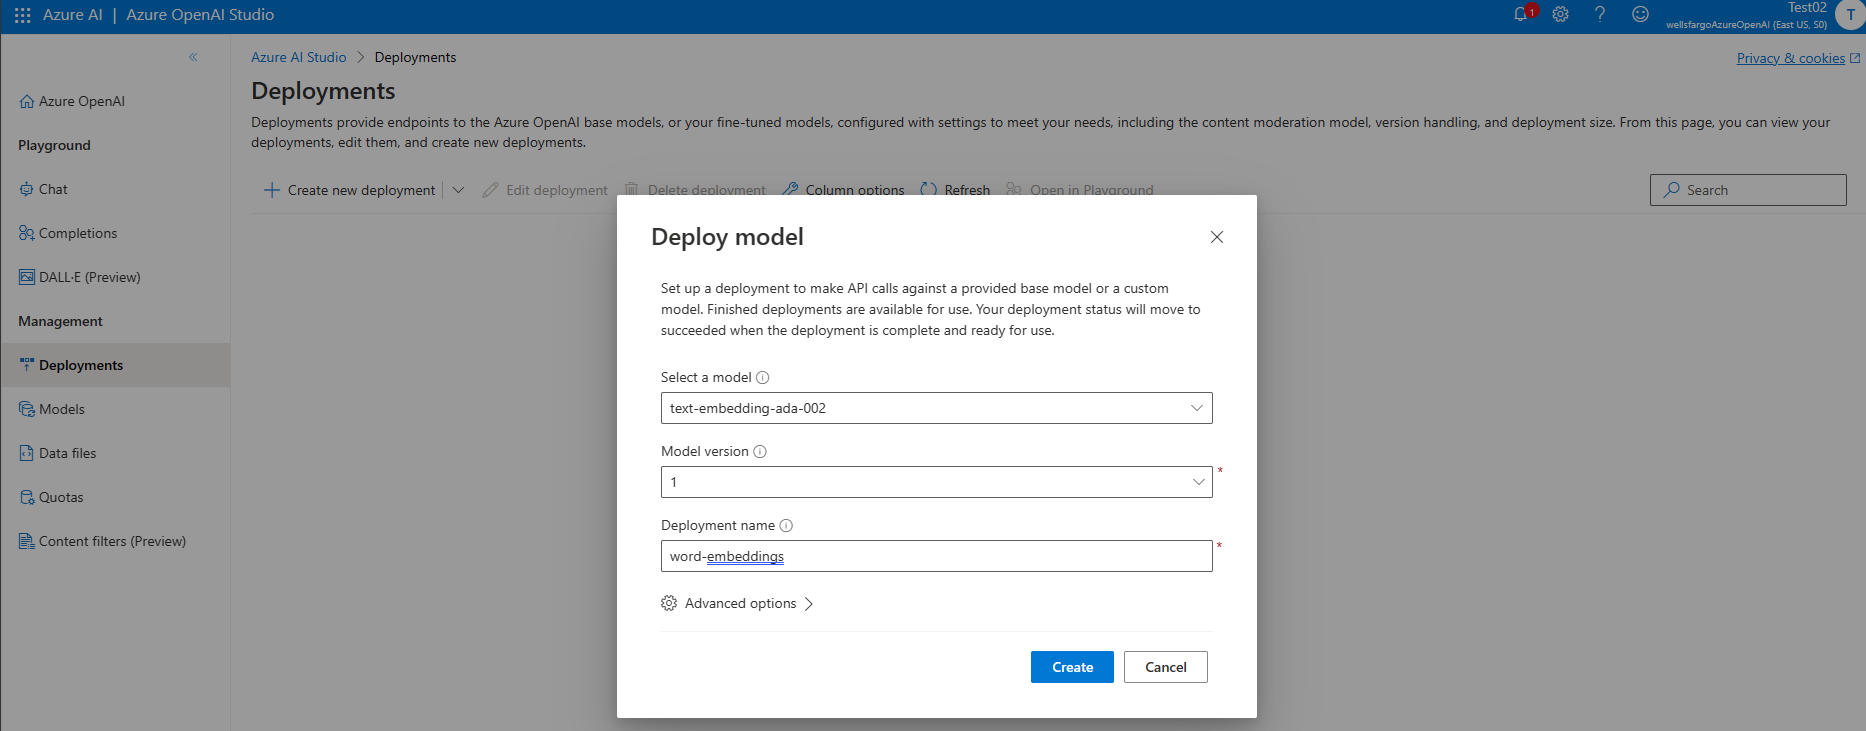 Azure AI | Azure OpenAI Studio
1
Test02
wellsfargoAzureOpenAI (East US, S0)
T
Azure AI Studio > Deployments
Privacy & cookies
Deployments
Deployments provide endpoints to the Azure OpenAI base models, or your fine-tuned models, configured with settings to meet your needs, including the content moderation model, version handling, and deployment size. From this page, you can view your
deployments, edit them, and create new deployments.
Create new deployment
Edit deployment
Delete deployment
Column options
Refresh
Open in Playground
Search
Azure OpenAI
Playground
Chat
Completions
DALL·E (Preview)
Management
Deployments
Models
Data files
Quotas
Content filters (Preview)
Deploy model
Set up a deployment to make API calls against a provided base model or a custom
model. Finished deployments are available for use. Your deployment status will move to
succeeded when the deployment is complete and ready for use.
Select a model
text-embedding-ada-002
Model version
1
*
Deployment name
word-embeddings
*
Advanced options
Create
Cancel